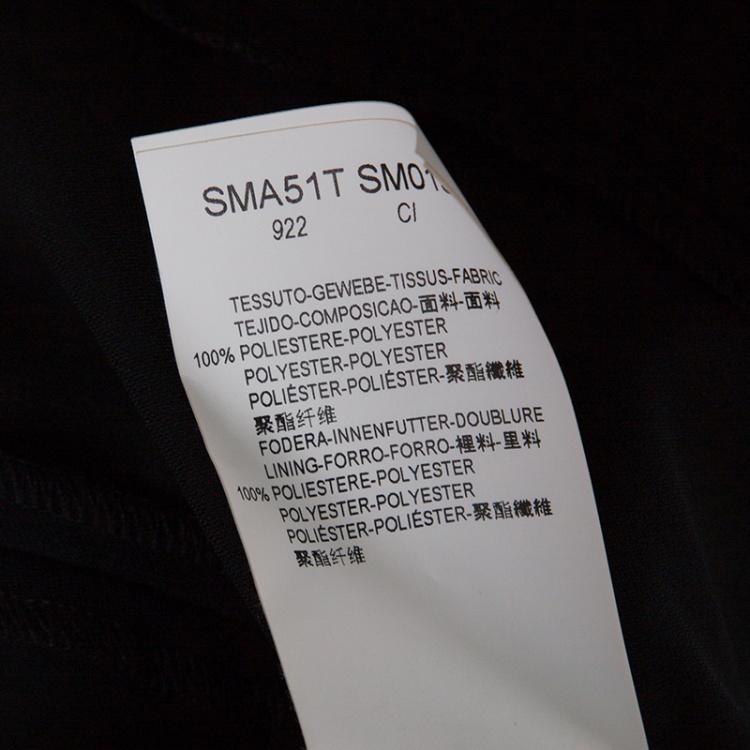 SMA51T SM01
922 C/
TESSUTO-GEWEBE-TISSUS-FABRIC
TEJIDO-COMPOSICAO-面料-面料
100% POLIESTERE-POLYESTER
POLYESTER-POLYESTER
POLIÉSTER-POLIÉSTER-聚酯纖維
聚酯纤维
FODERA-INNENFUTTER-DOUBLURE
LINING-FORRO-FORRO-裡料-里料
100% POLIESTERE-POLYESTER
POLYESTER-POLYESTER
POLIÉSTER-POLIÉSTER-聚酯纖維
聚酯纤维